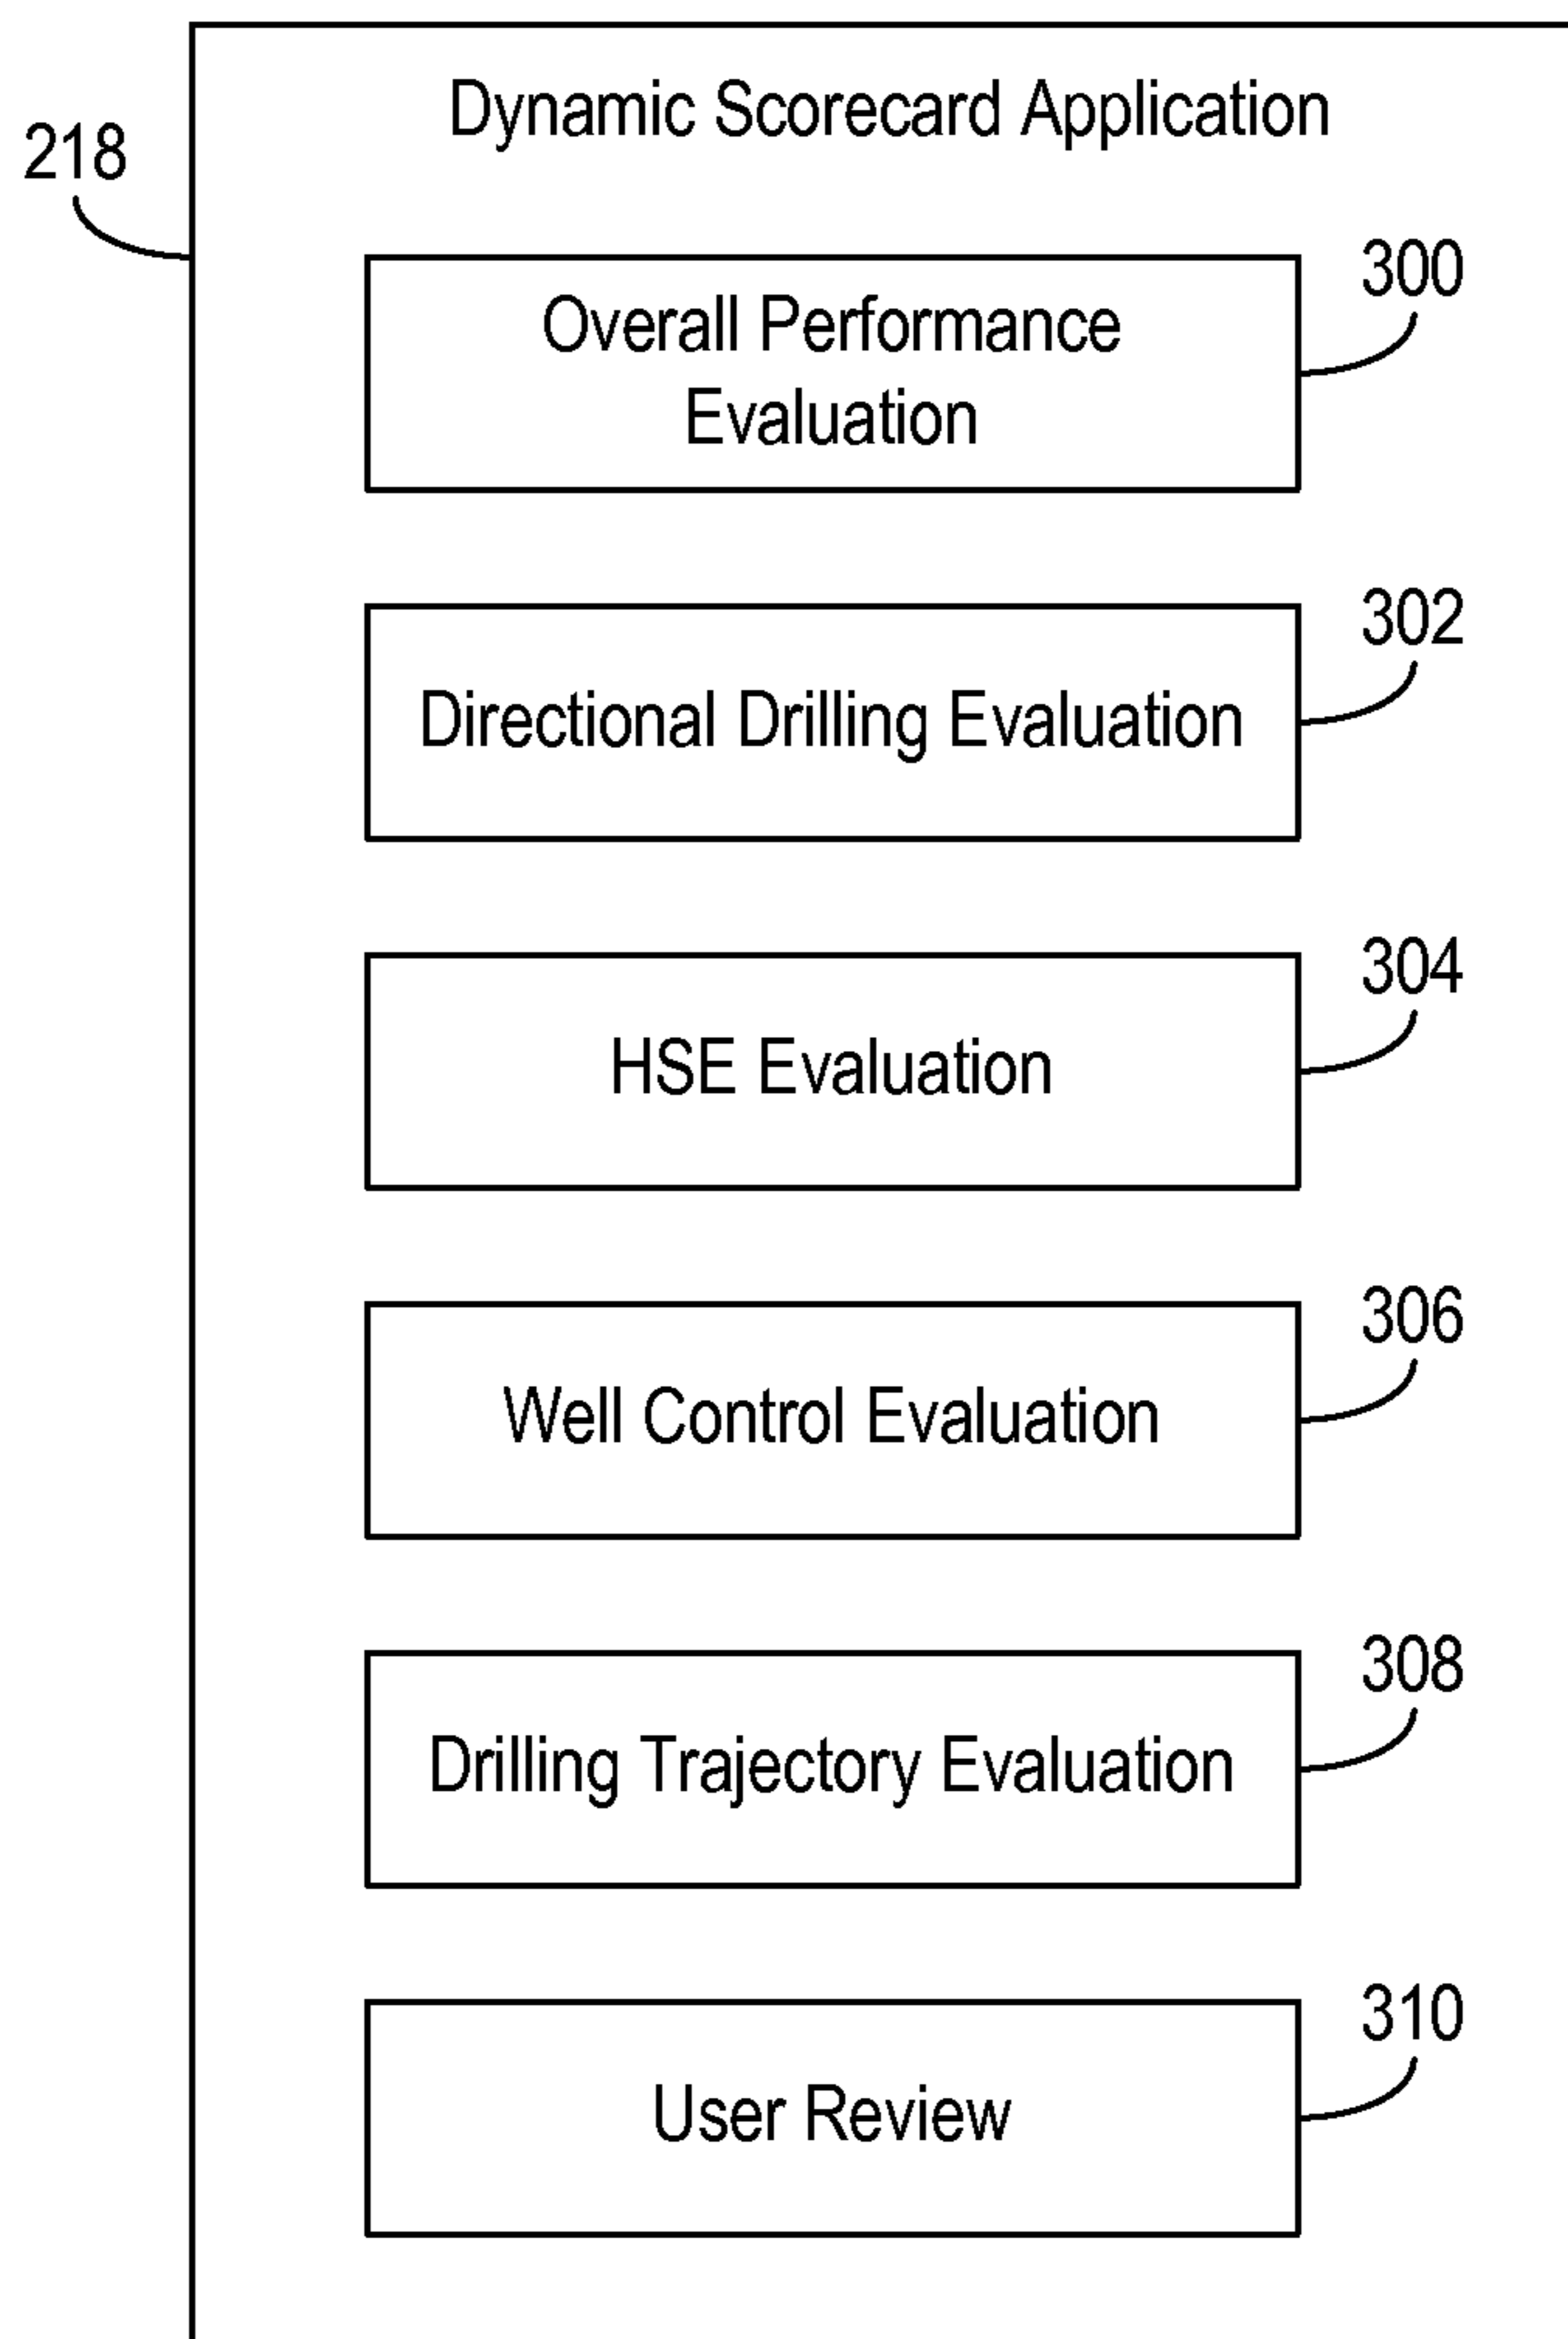 Dynamic Scorecard Application
218
300
Overall Performance
Evaluation
302
Directional Drilling Evaluation
304
HSE Evaluation
306
Well Control Evaluation
308
Drilling Trajectory Evaluation
310
User Review